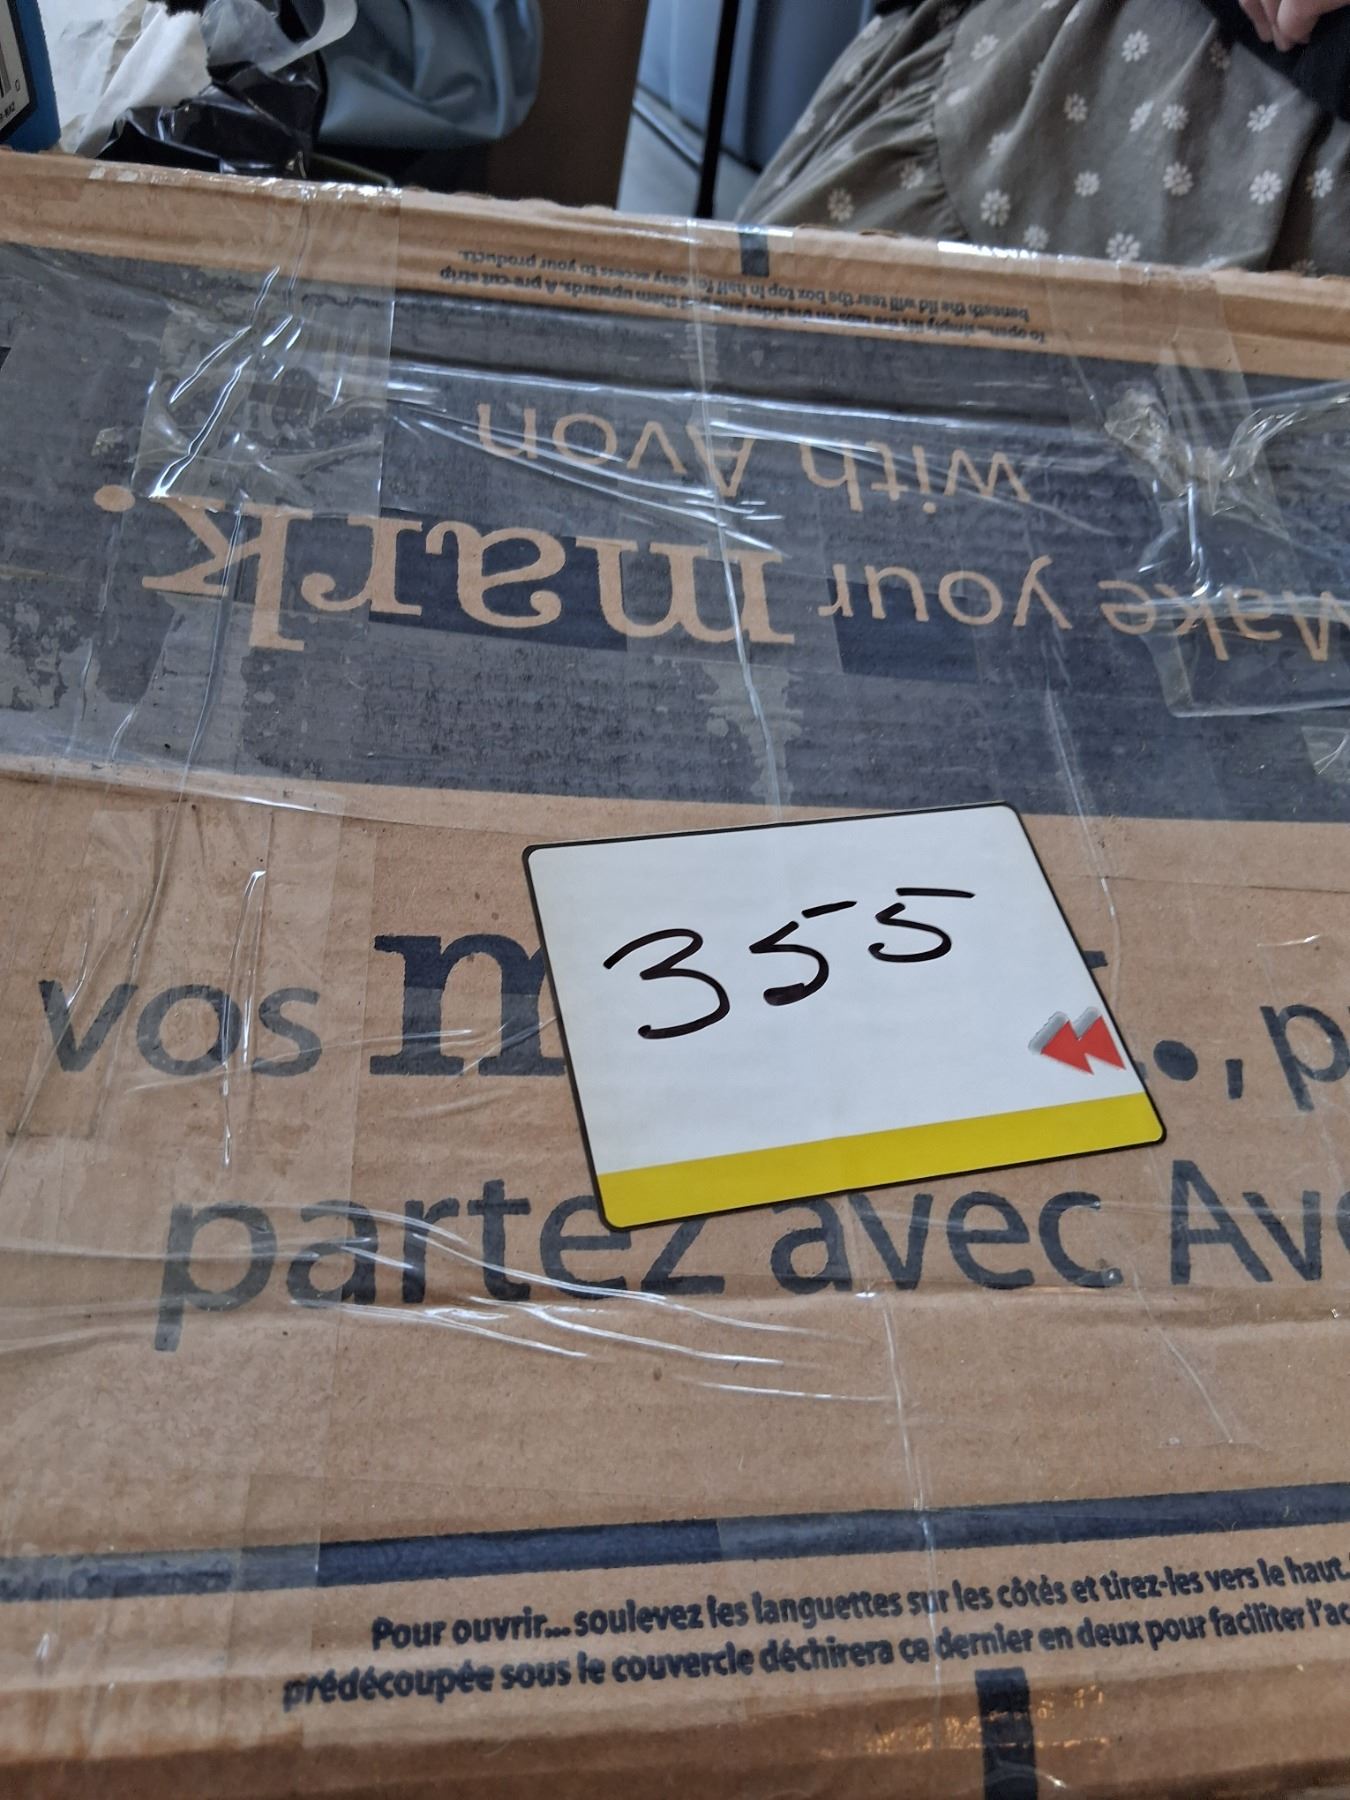 To open... simply lift the tabs on the sides and pull them upwards. A pre-cut strip
beneath the lid will tear the box top in half for easy access to your products.
Make your mark.
with Avon
355
vos
partez avec
Pour ouvrir... soulevez les languettes sur les côtés et tirez-les vers le haut.
prédécoupée sous le couvercle déchirera ce dernier en deux pour faciliter l'ac